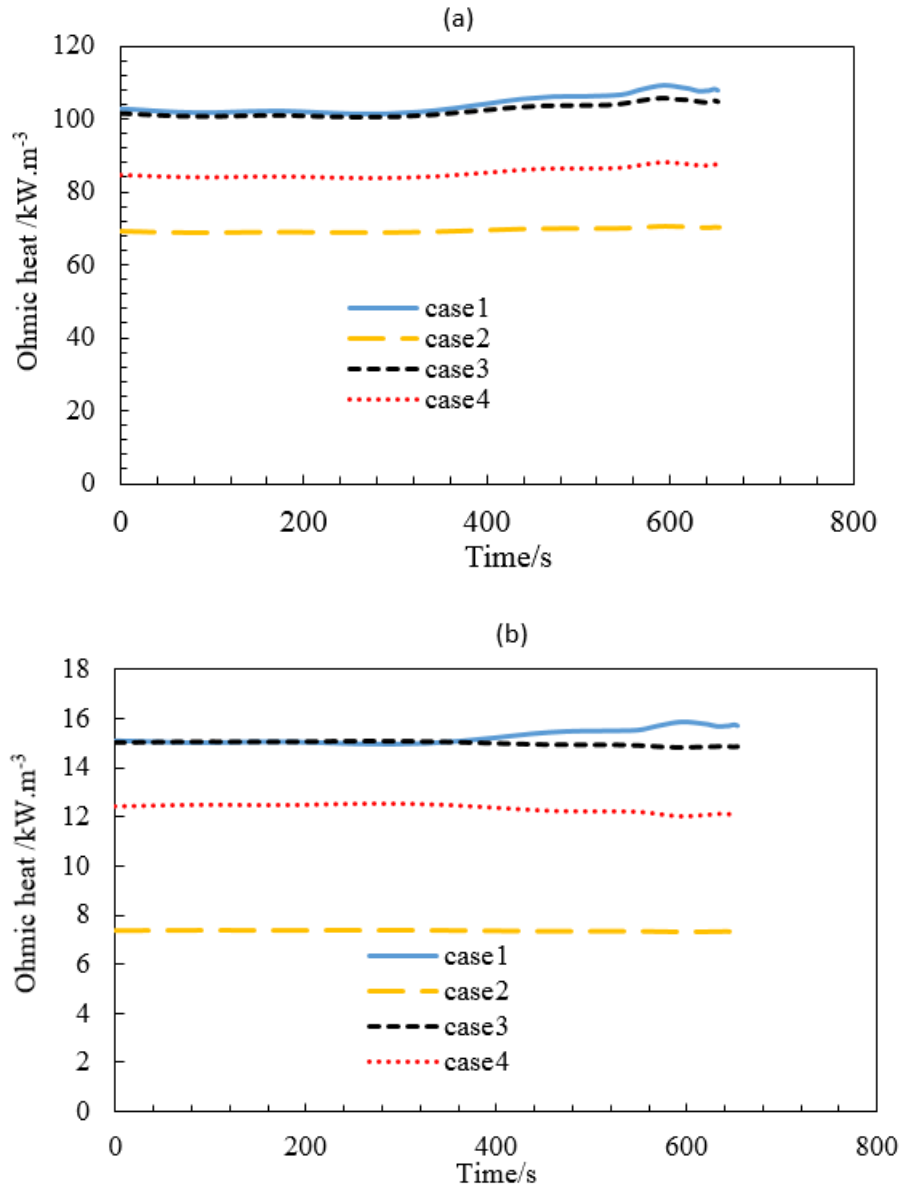 (a)
Ohmic heat /kW.m-3
120
100
80
60
40
20
0
case1
case2
case3
case4
0 200 400 600 800
Time/s
(b)
Ohmic heat /kW.m-3
18
16
14
12
10
8
6
4
2
0
case1
case2
case3
case4
0 200 400 600 800
Time/s